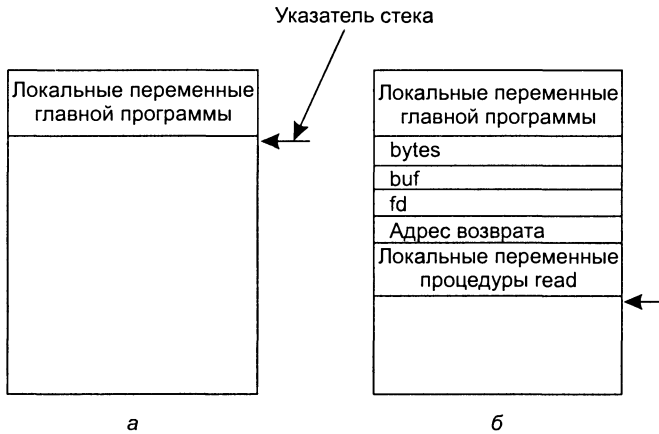 Указатель стека
Локальные переменные
главной программы
Локальные переменные
главной программы
bytes
buf
fd
Адрес возврата
Локальные переменные
процедуры read
а
б